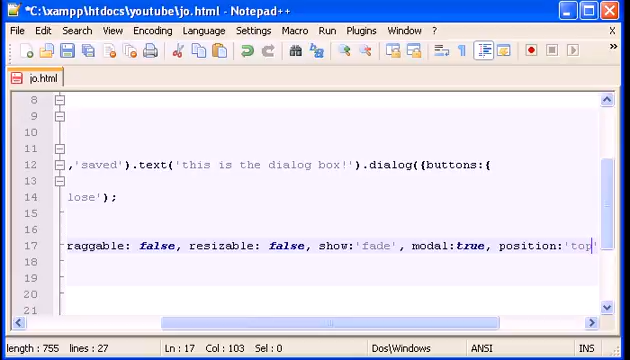 *C:\xampp\htdocs\youtube\jo.html - Notepad++
File Edit Search View Encoding Language Settings Macro Run Plugins Window ? X
jo.html
8
9
10
11
12 ,'saved').text('this is the dialog box!').dialog({buttons:{
13
14 lose');
15
16
17 raggable: false, resizable: false, show:'fade', modal:true, position:'top'
18
19
20
21
length : 755 lines : 27 Ln : 17 Col : 103 Sel : 0 Dos\Windows ANSI INS